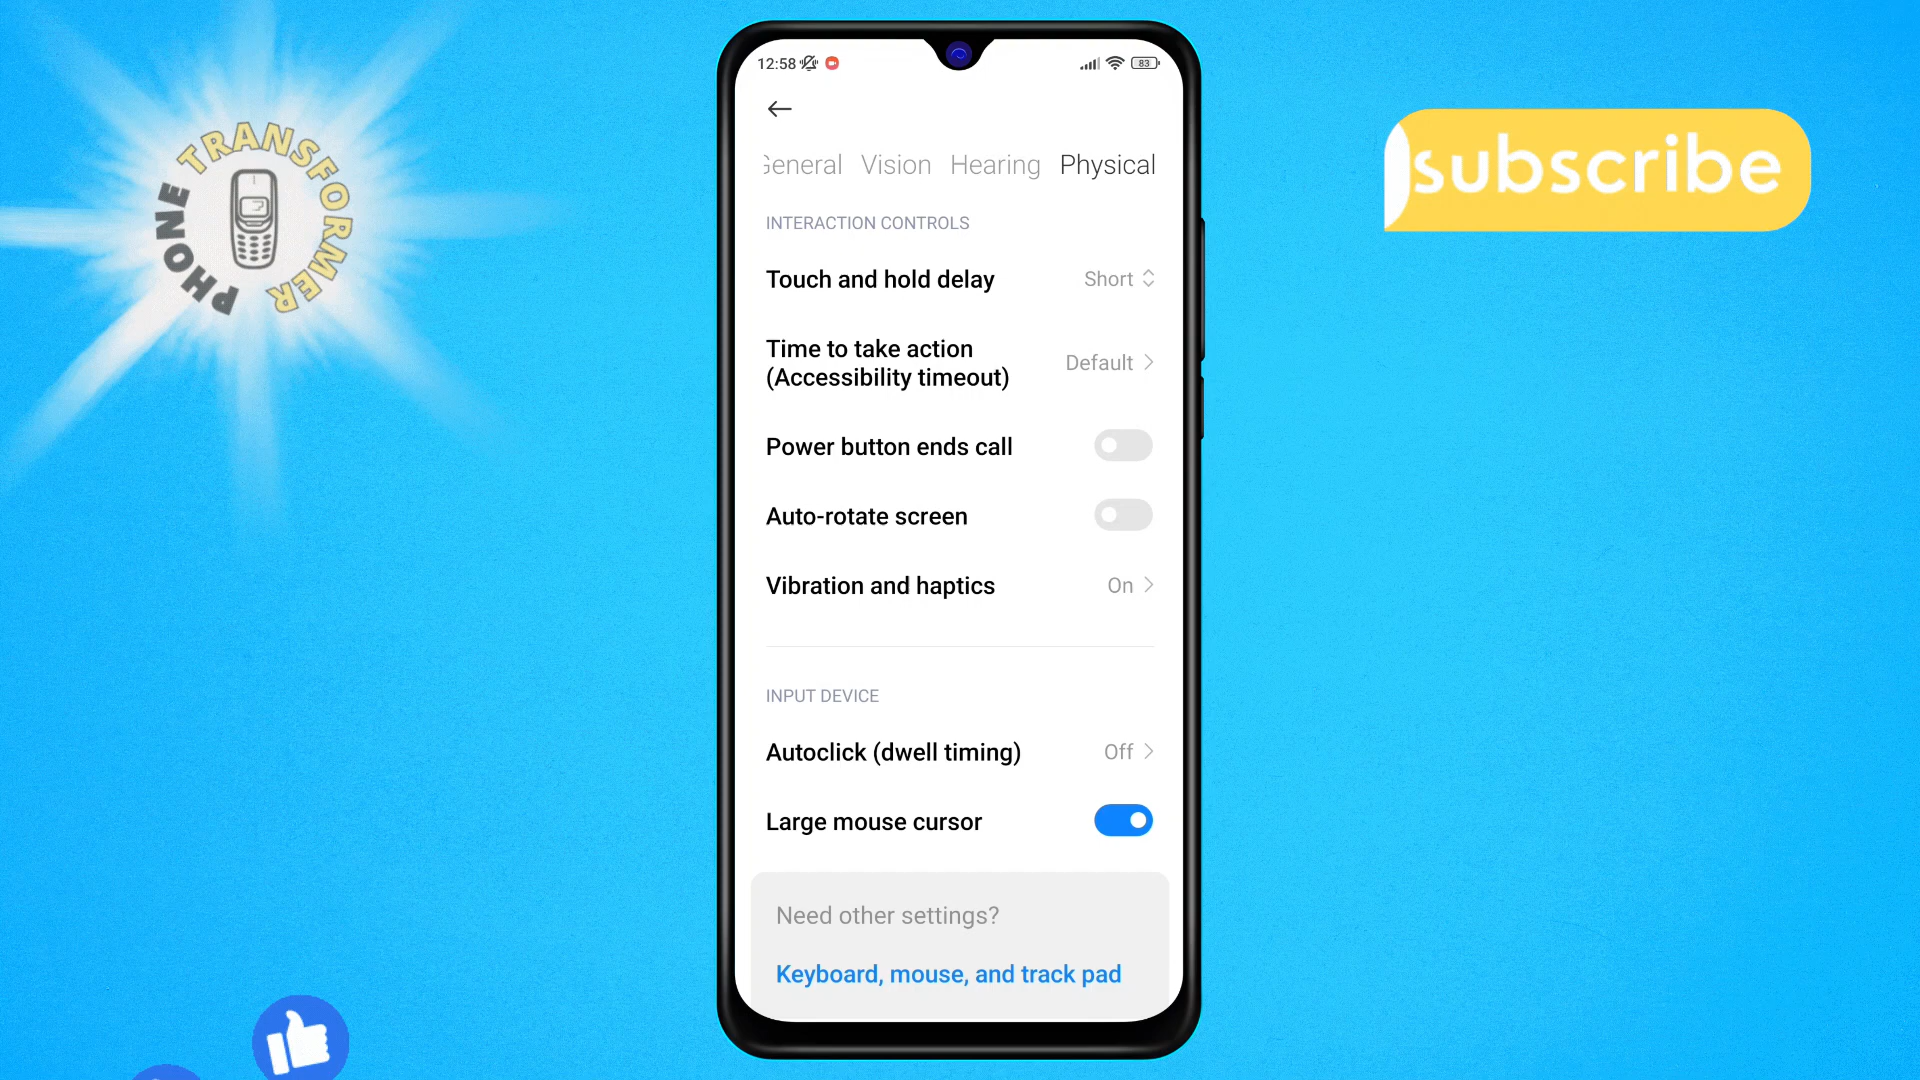 PHONE TRANSFORMER
12:58
83
General Vision Hearing Physical
INTERACTION CONTROLS
Touch and hold delay Short
Time to take action
(Accessibility timeout) Default
Power button ends call
Auto-rotate screen
Vibration and haptics On
INPUT DEVICE
Autoclick (dwell timing) Off
Large mouse cursor
Need other settings?
Keyboard, mouse, and track pad
subscribe